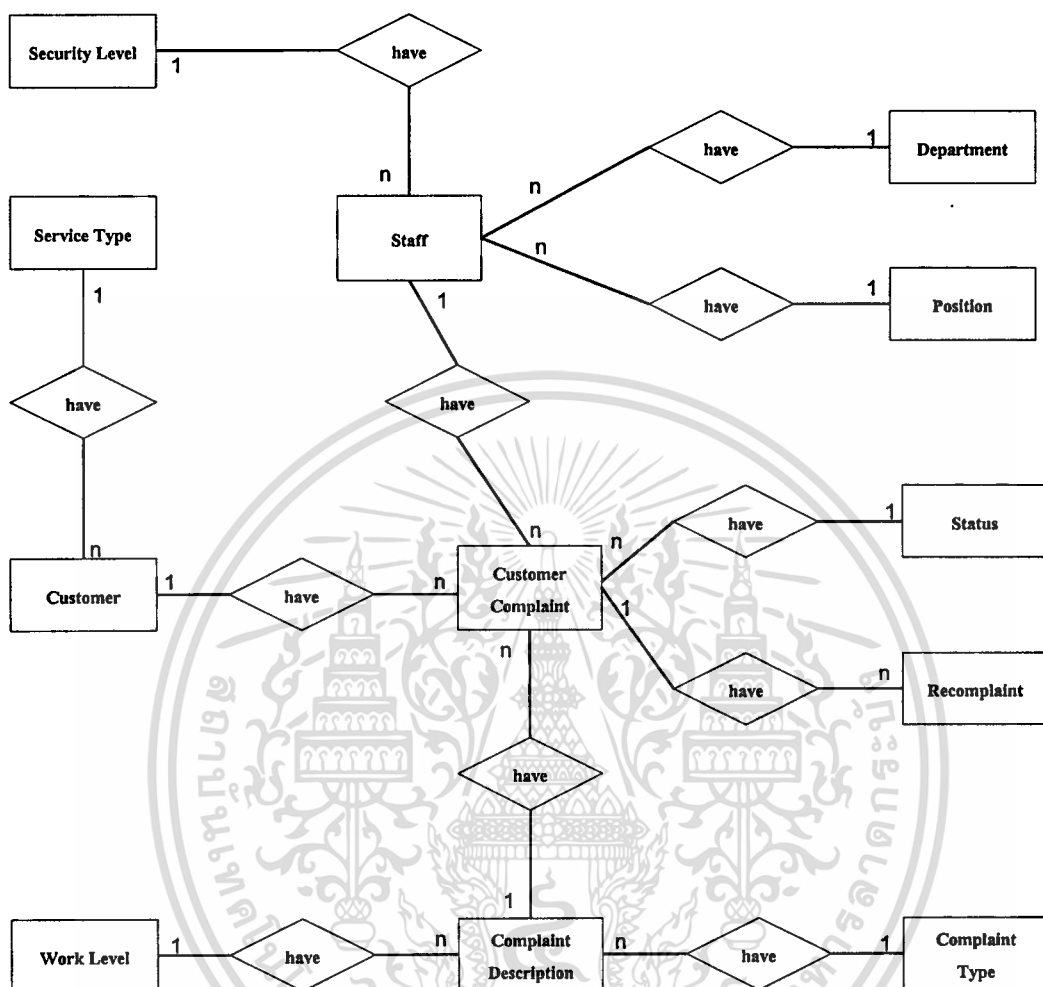 Security Level
1
have
n
Department
1
have
n
Service Type
1
Staff
1
n
have
1
Position
have
have
n
Status
1
have
n
Customer
1
have
n
n
Customer
Complaint
1
have
n
Recomplaint
n
have
1
Work Level
1
have
n
Complaint
Description
n
have
1
Complaint
Type